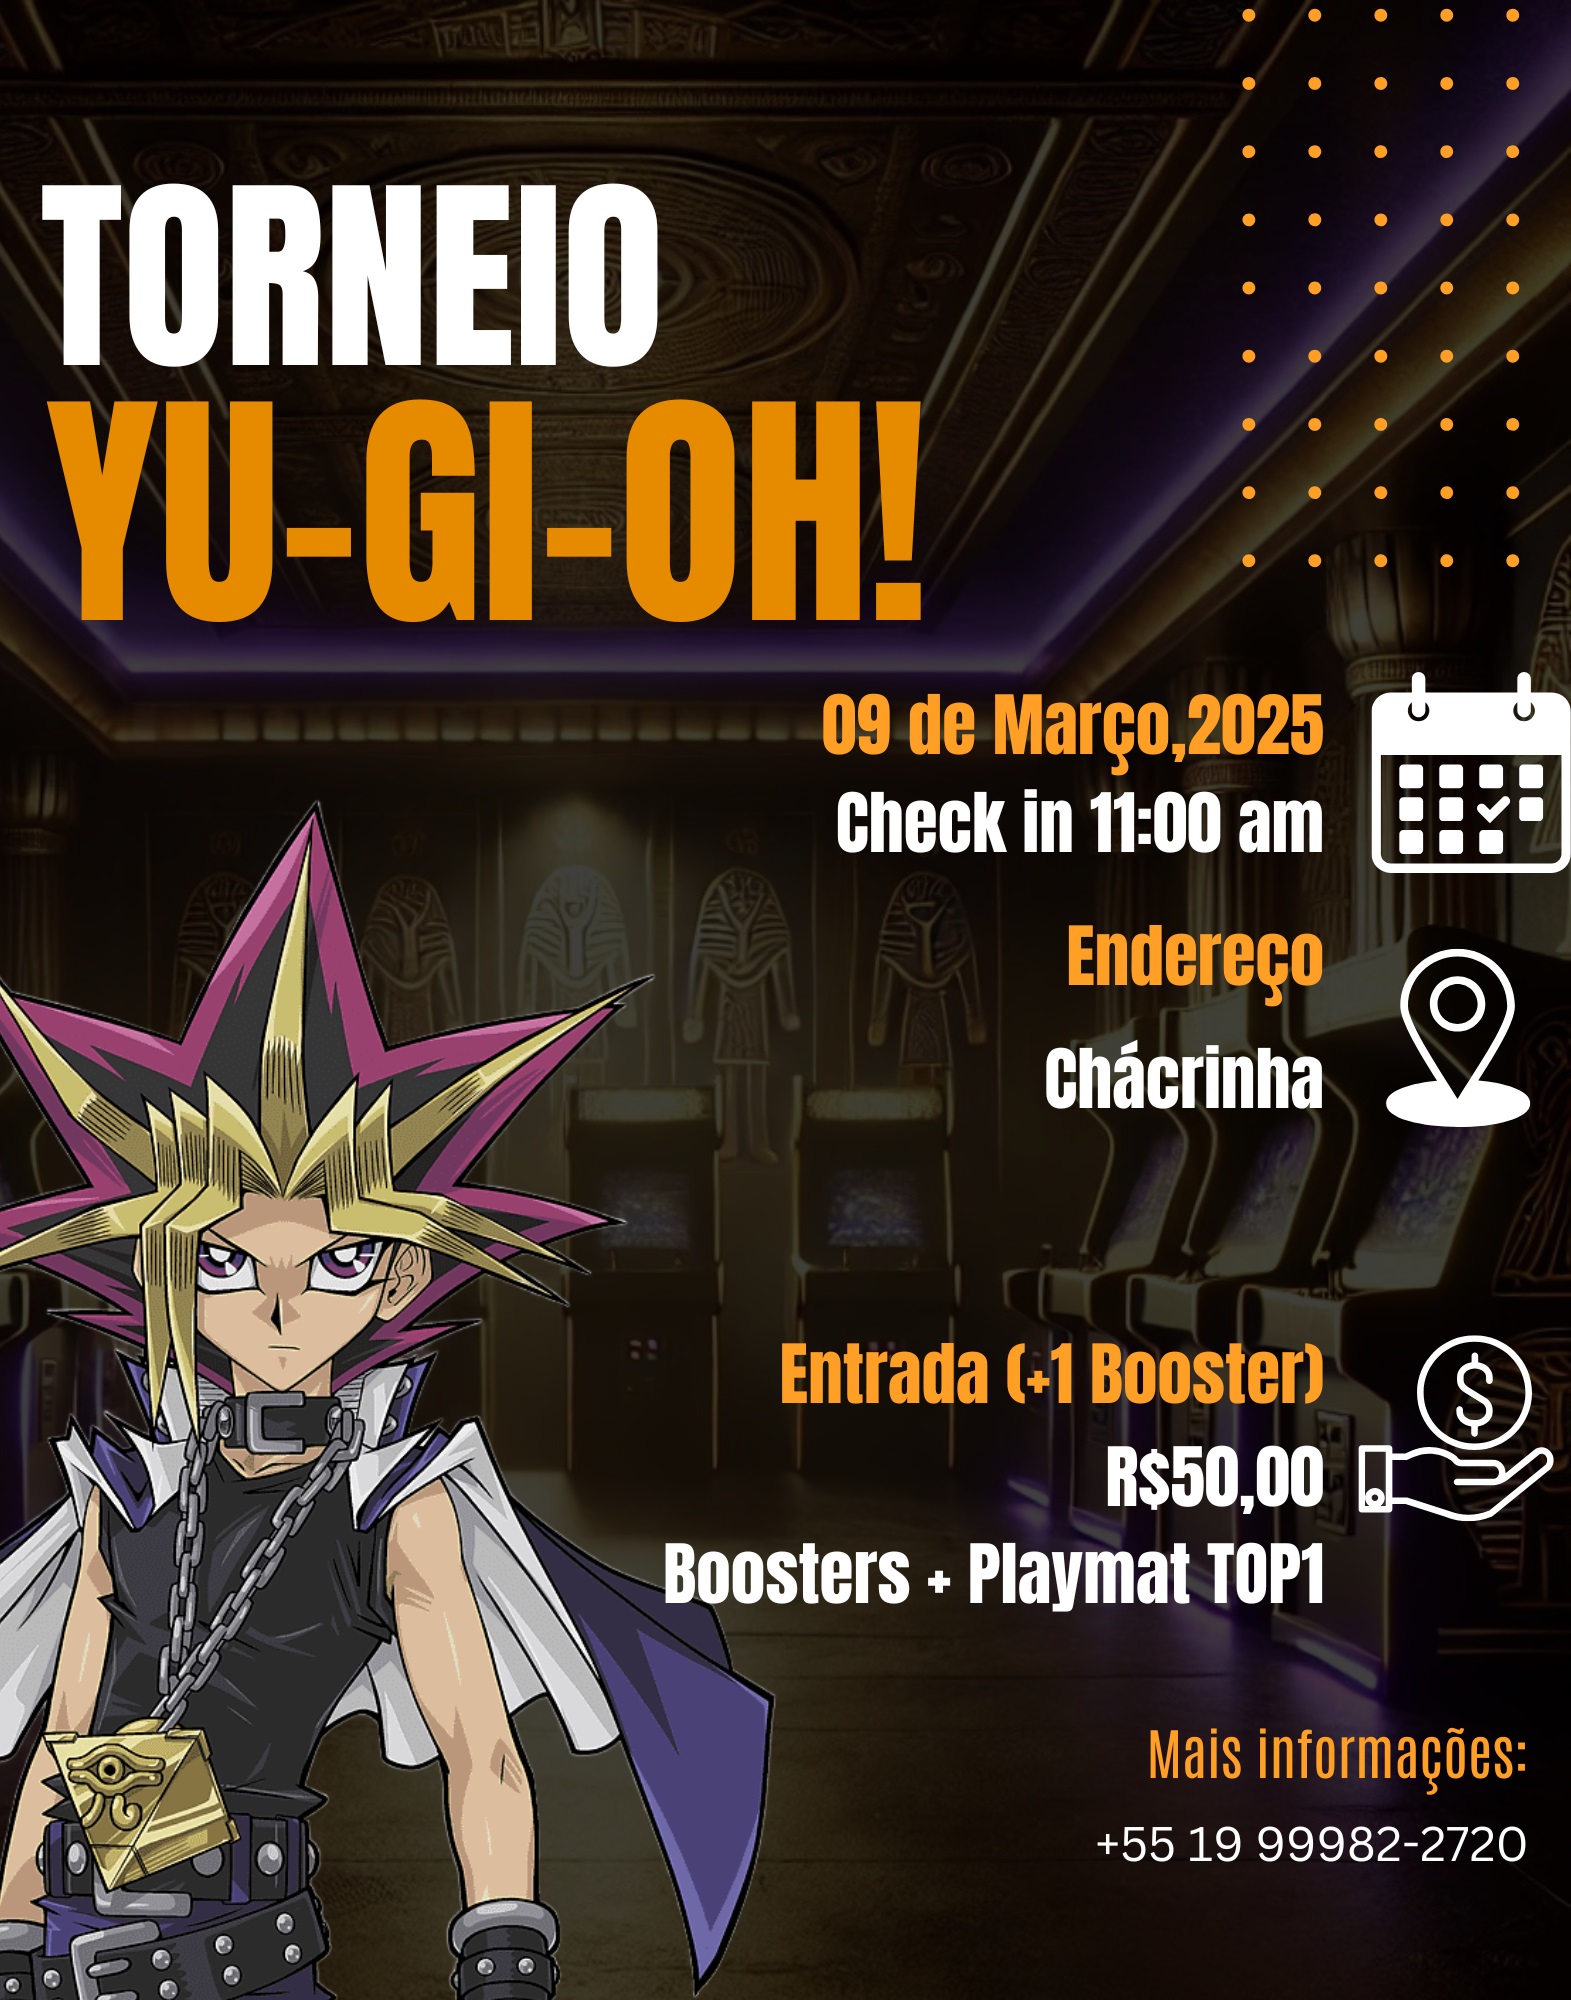 TORNEIO
YU-GI-OH!
09 de Março,2025
Check in 11:00 am
Endereço
Chácrinha
Entrada (+1 Booster)
R$50,00
Boosters + Playmat TOP1
Mais informações:
+55 19 99982-2720